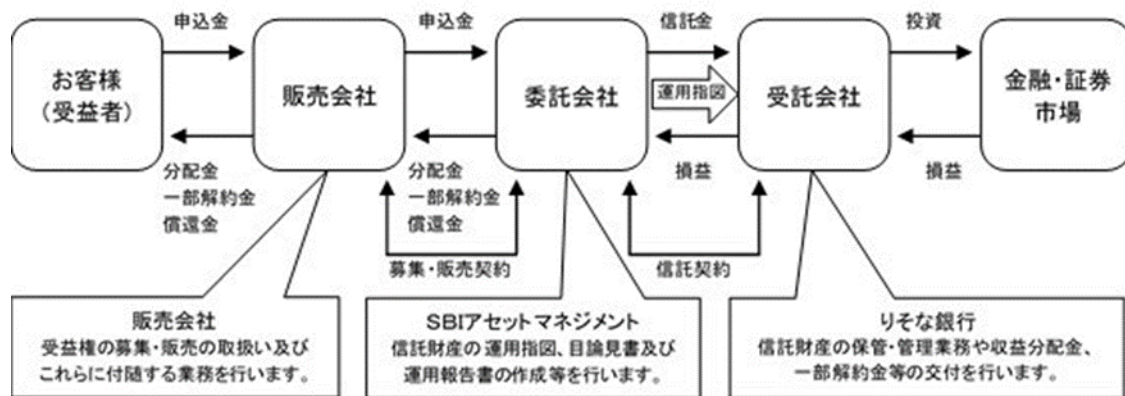 申込金
申込金
信託金
投資
お客様
(受益者)
販売会社
委託会社
運用指図
受託会社
金融・証券
市場
分配金
一部解約金
償還金
分配金
一部解約金
償還金
損益
損益
募集・販売契約
信託契約
販売会社
受益権の募集・販売の取扱い及び
これらに付随する業務を行います。
SBIアセットマネジメント
信託財産の運用指図、目論見書及び
運用報告書の作成等を行います。
りそな銀行
信託財産の保管・管理業務や収益分配金、
一部解約金等の交付を行います。